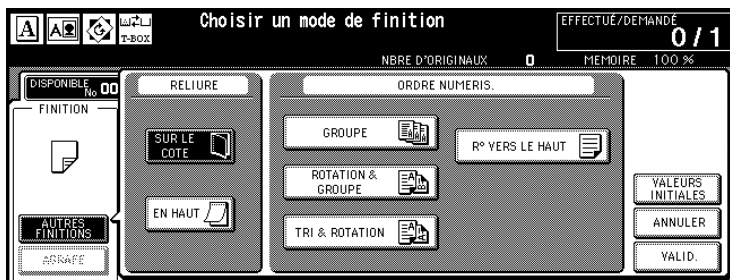 Choisir un mode de finition
EFFECTUÉ/DEMANDÉ
0 / 1
T-BOX
NBRE D'ORIGINAUX 0 MEMOIRE 100 %
DISPONIBLE
No 00
FINITION
AUTRES
FINITIONS
AGRAFE
RELIURE
SUR LE
COTE
EN HAUT
ORDRE NUMERIS.
GROUPE
ROTATION &
GROUPE
TRI & ROTATION
Rº VERS LE HAUT
VALEURS
INITIALES
ANNULER
VALID.